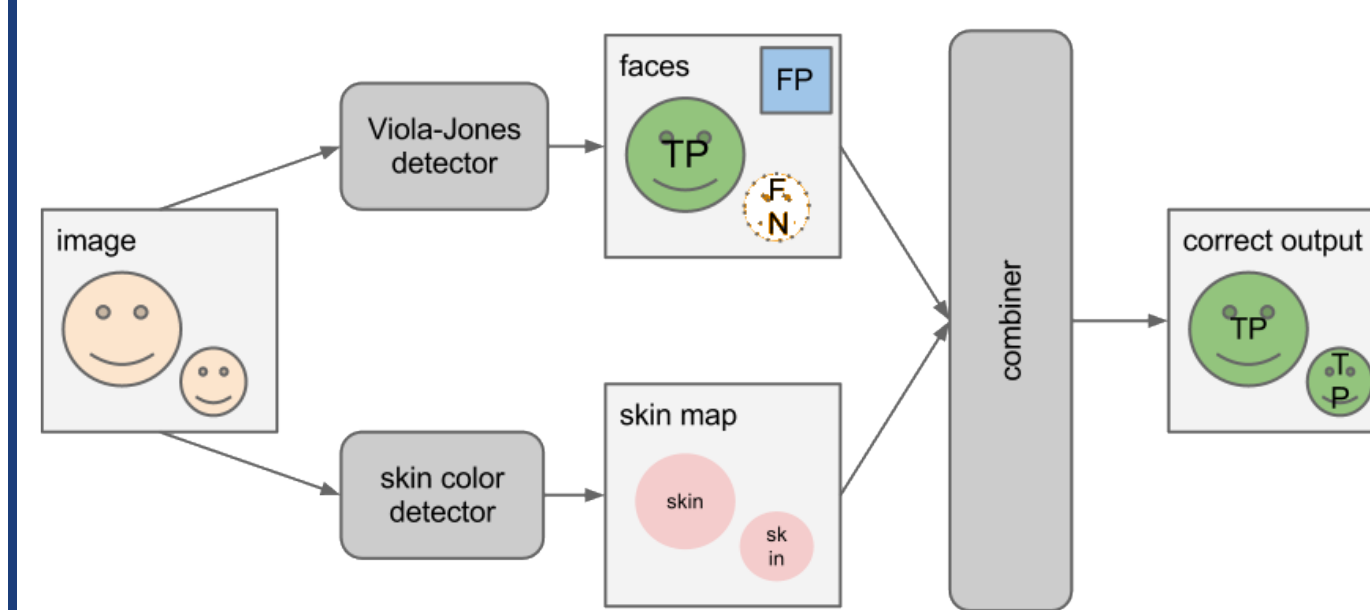 image
Viola-Jones
detector
skin color
detector
faces
FP
TP
F
N
skin map
skin
sk
in
combiner
correct output
TP
T
P